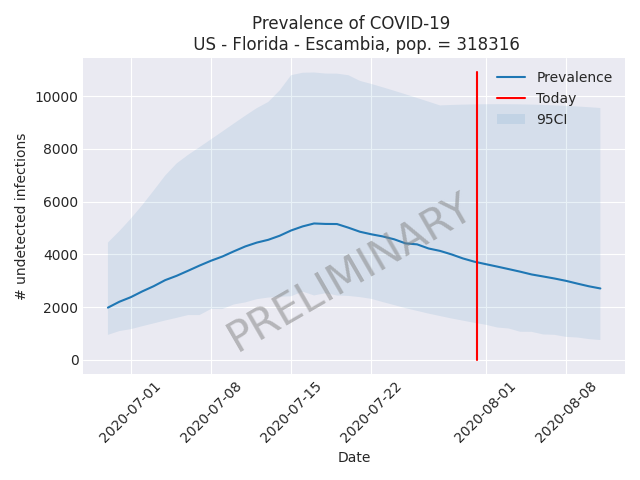 Prevalence of COVID-19
US - Florida - Escambia, pop. = 318316
# undetected infections
10000
8000
6000
4000
2000
0
Prevalence
Today
95CI
PRELIMINARY
2020-07-01
2020-07-08
2020-07-15
2020-07-22
2020-08-01
2020-08-08
Date